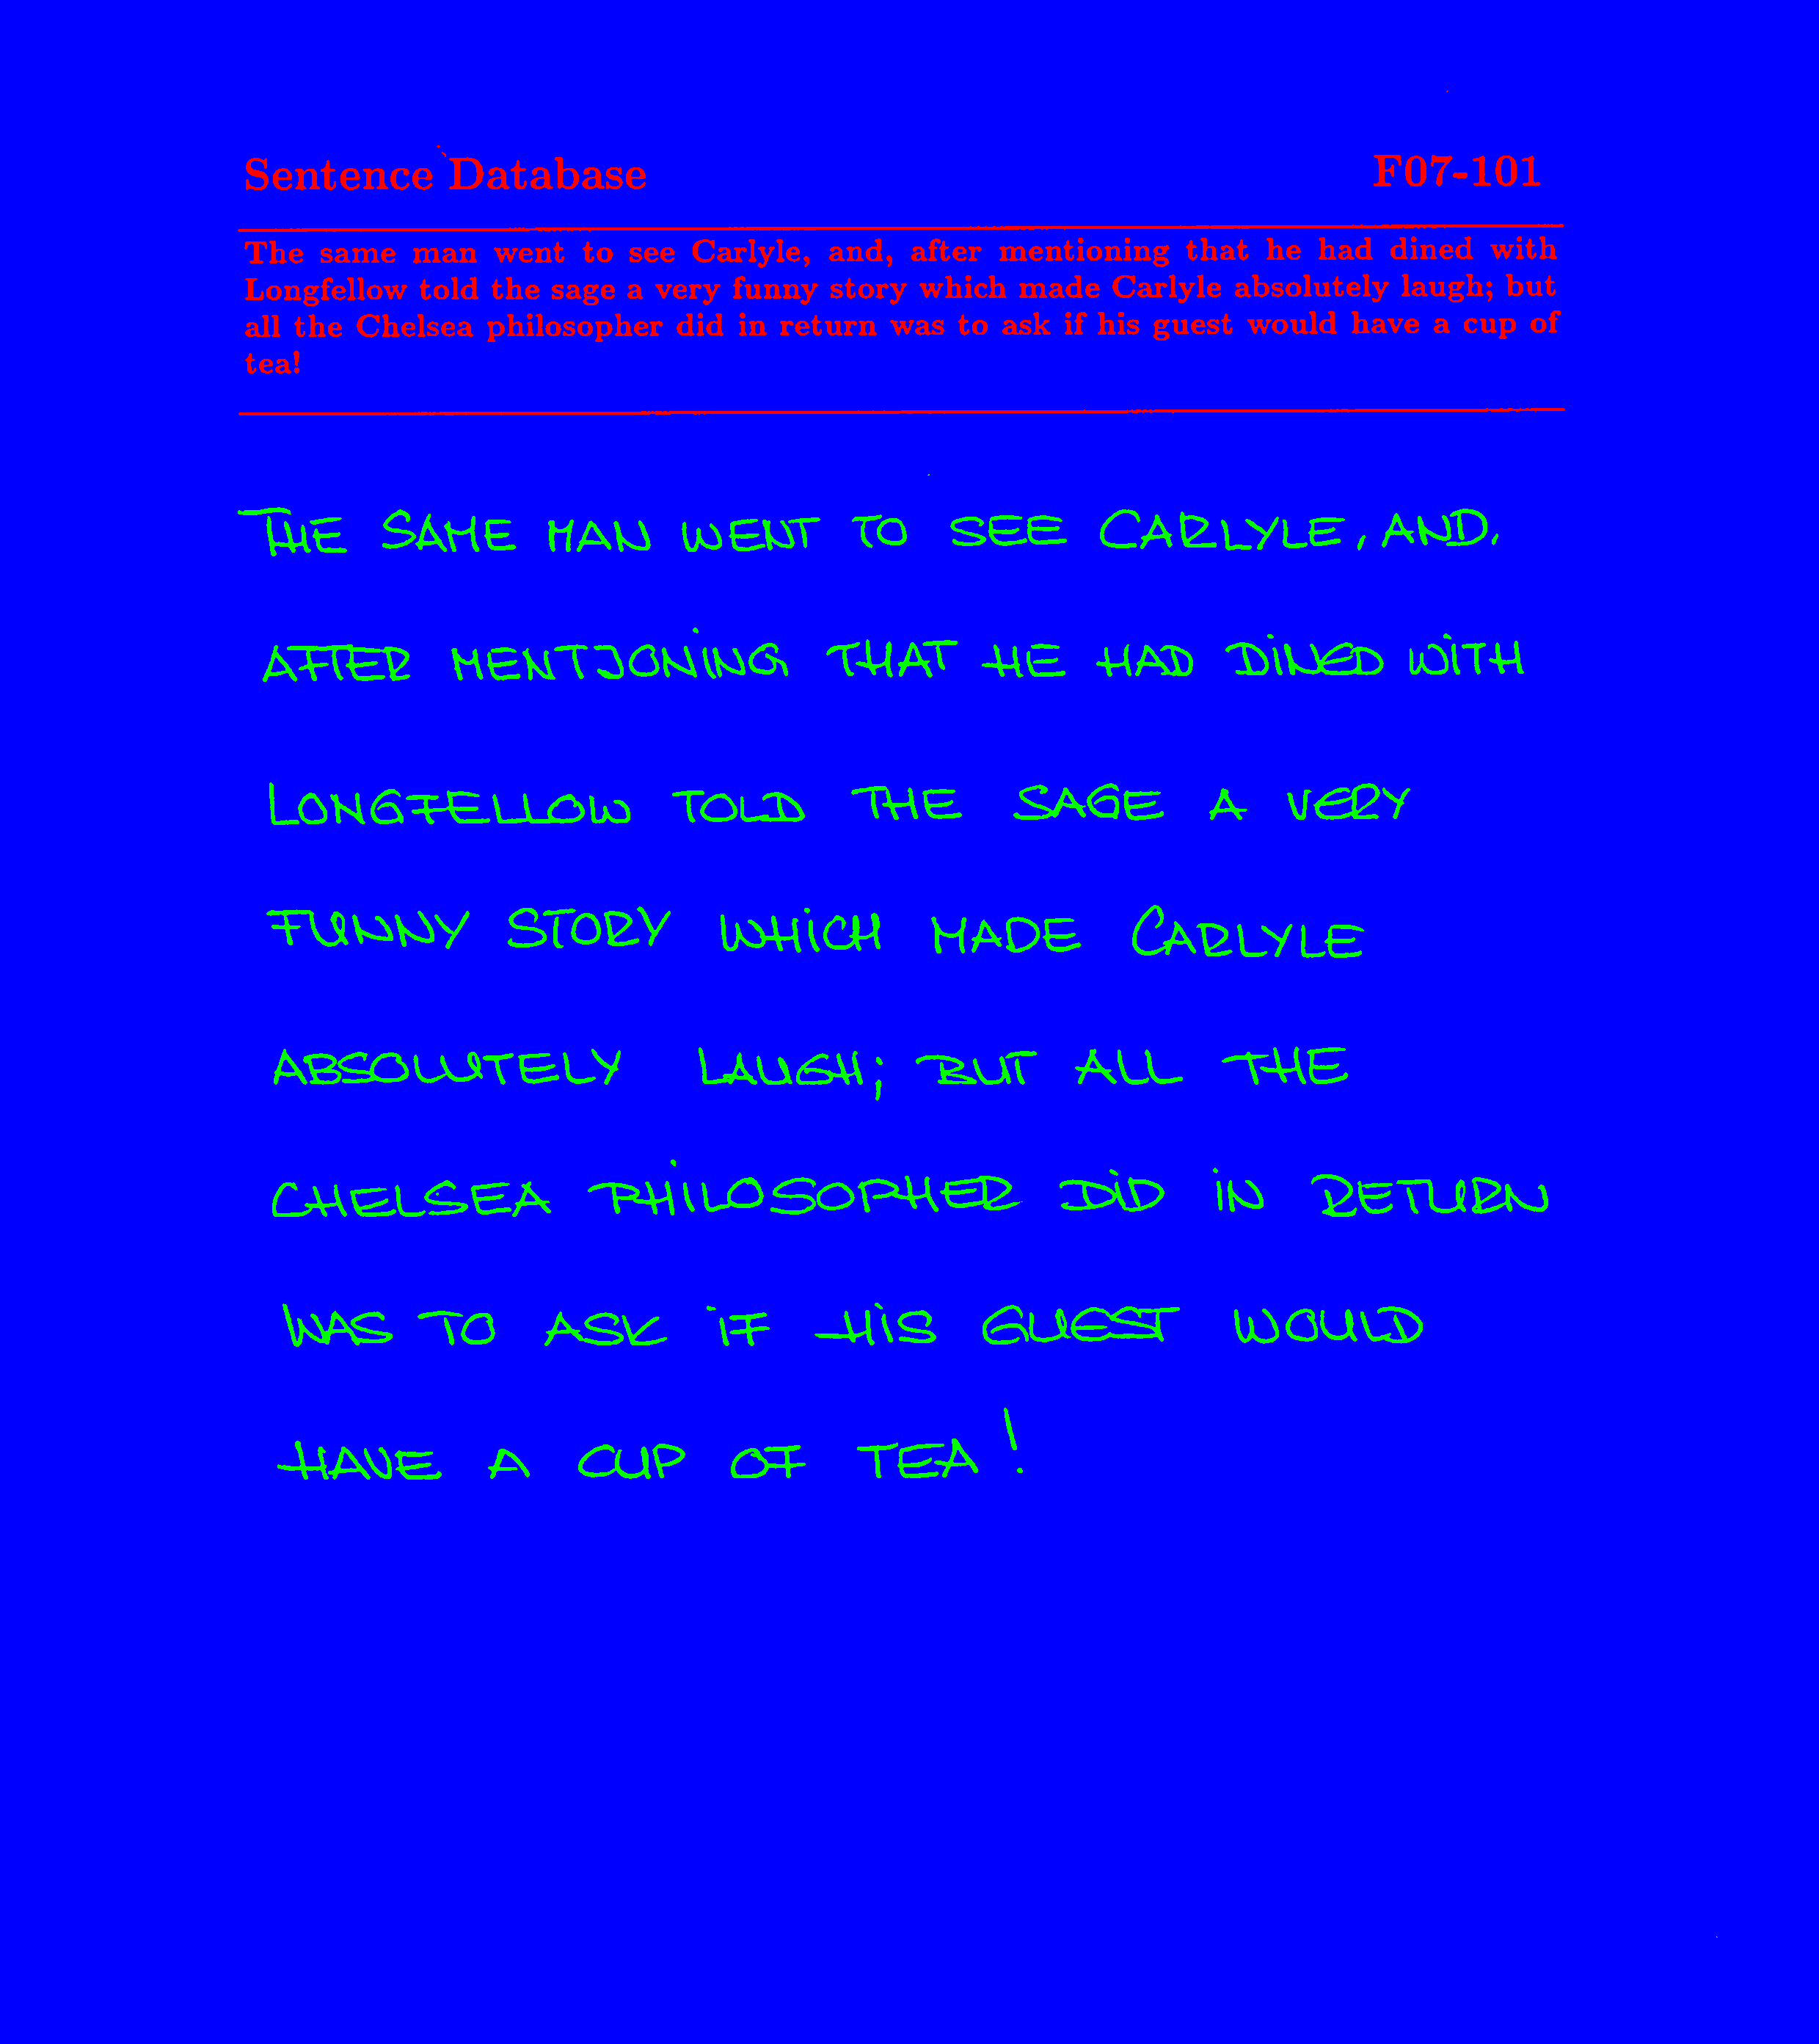 Sentence Database F07-101
The same man went to see Carlyle, and, after mentioning that he had dined with
Longfellow told the sage a very funny story which made Carlyle absolutely laugh; but
all the Chelsea philosopher did in return was to ask if his guest would have a cup of
tea!
THE SAME MAN WENT TO SEE CARLYLE, AND,
AFTER MENTJONING THAT HE HAD DINED WITH
LONGFELLOW TOLD THE SAGE A VERY
FUNNY STORY WHICH MADE CARLYLE
ABSOLUTELY LAUGH; BUT ALL THE
CHELSEA PHILOSOPHER DID IN RETURN
WAS TO ASK IF HIS GUEST WOULD
HAVE A CUP OF TEA!